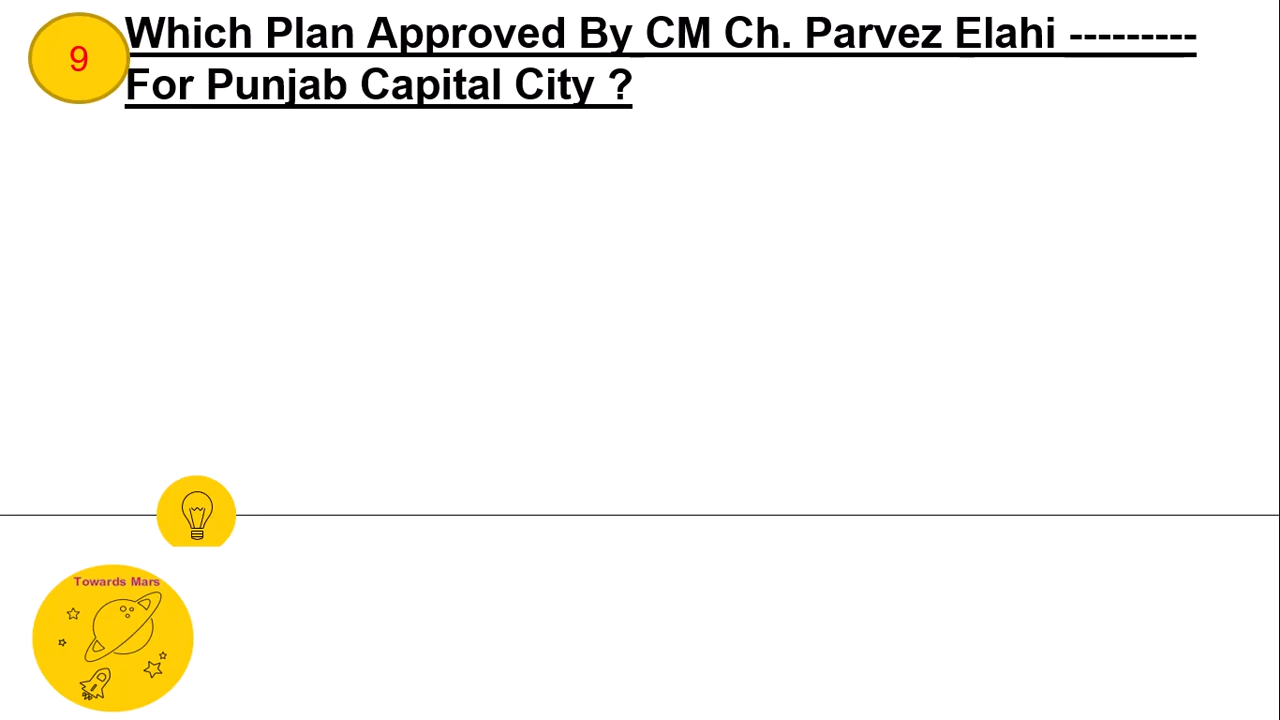 9
Which Plan Approved By CM Ch. Parvez Elahi ---------
For Punjab Capital City ?
Towards Mars